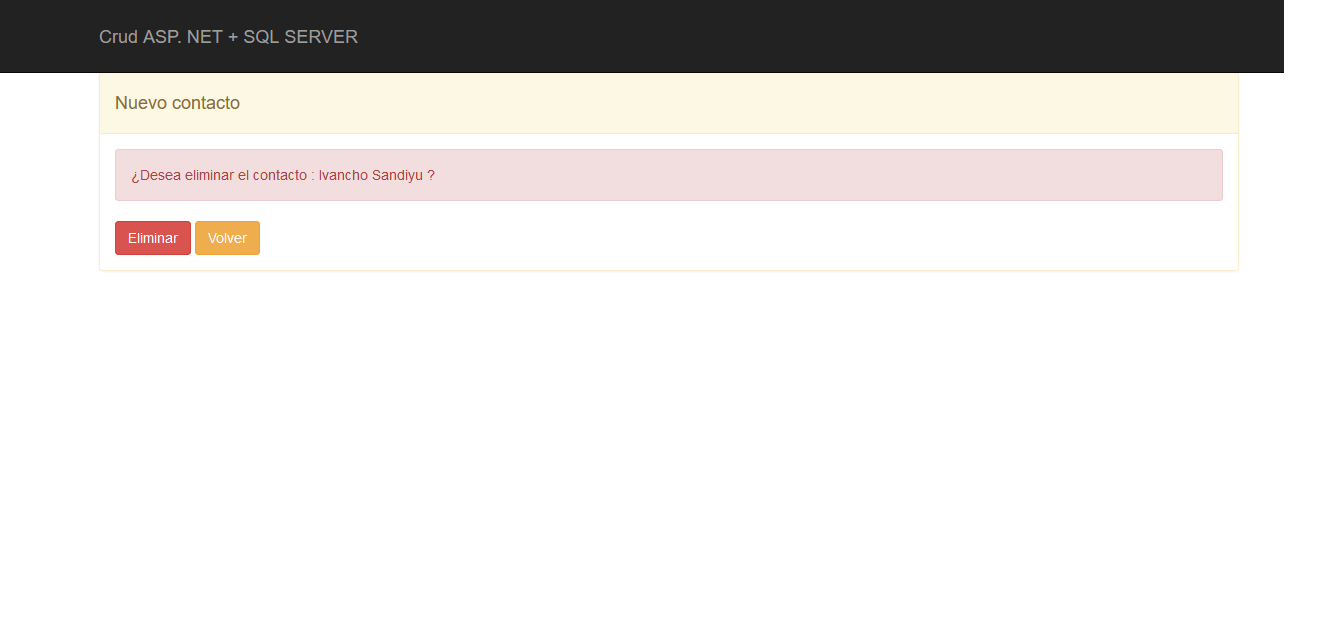 Crud ASP. NET + SQL SERVER
Nuevo contacto
¿Desea eliminar el contacto : Ivancho Sandiyu ?
Eliminar Volver